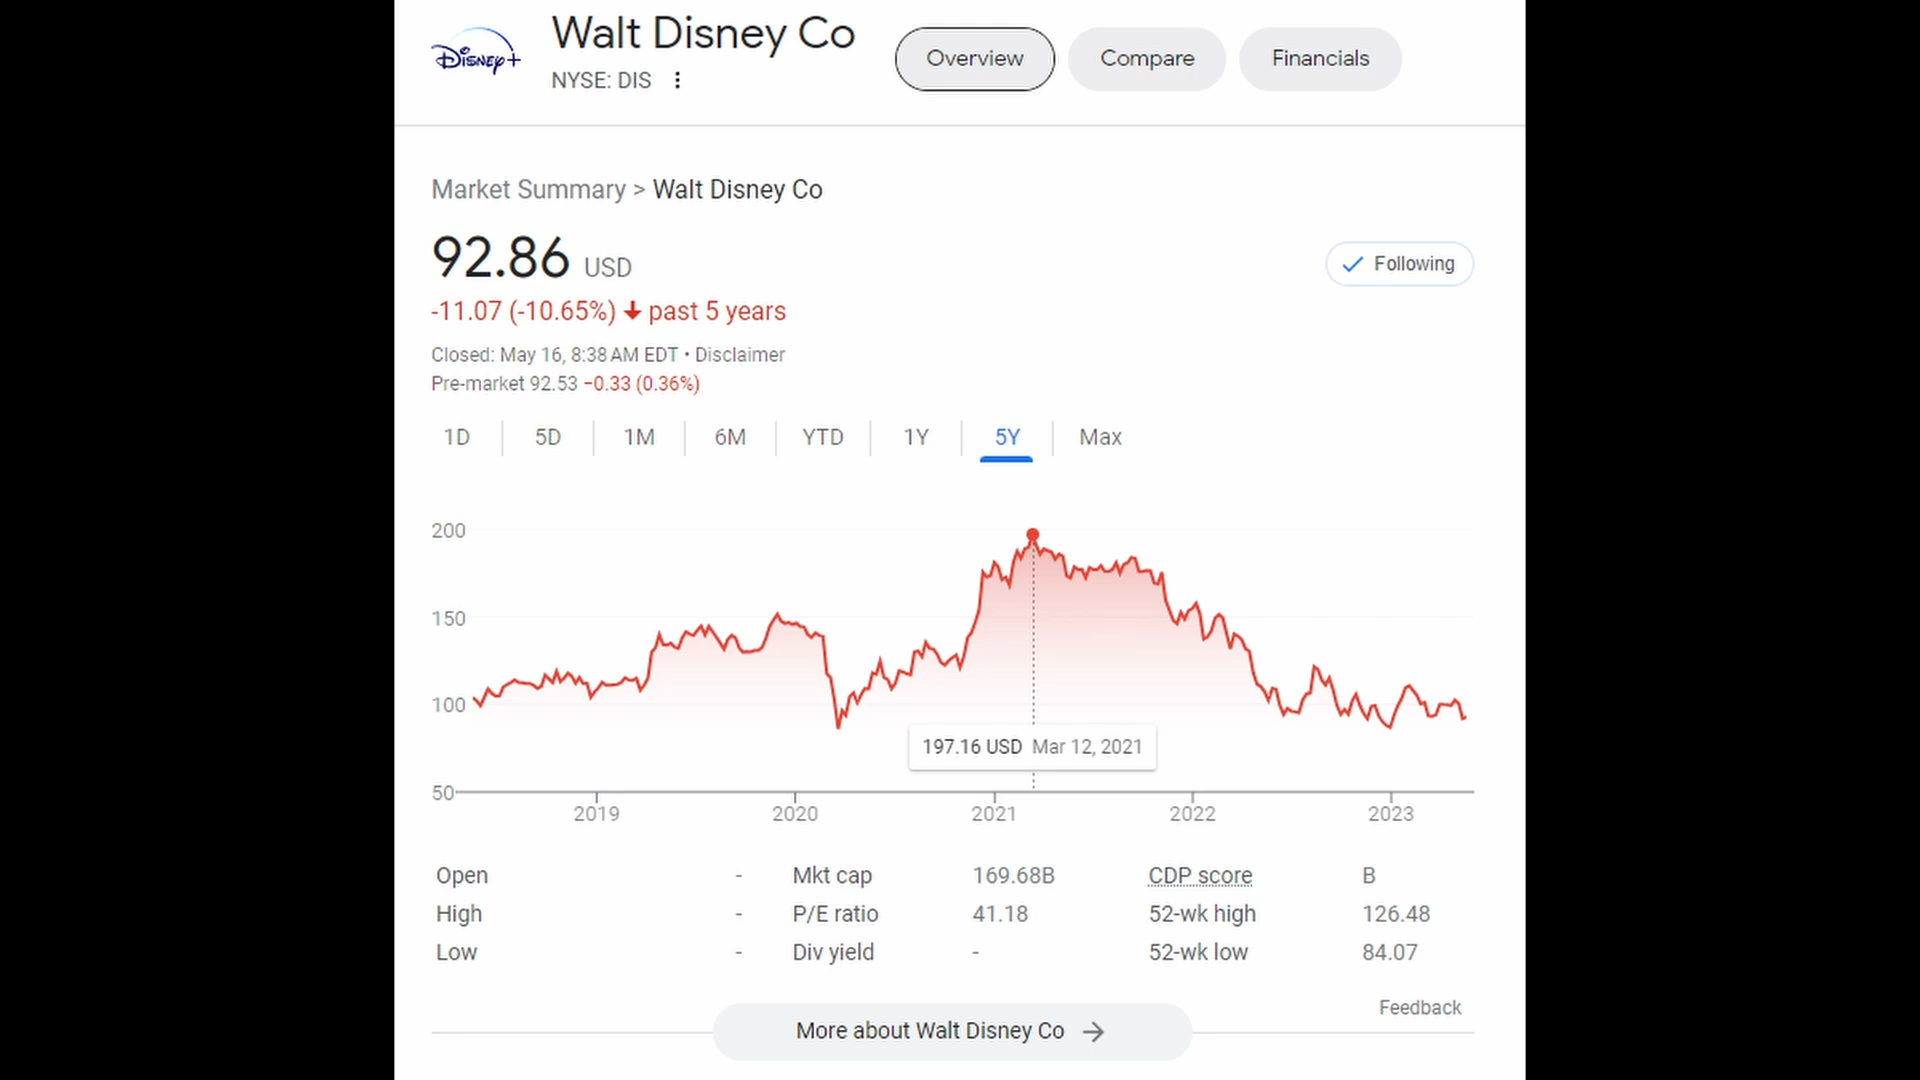 Disney+
Walt Disney Co
NYSE: DIS
Overview
Compare
Financials
Market Summary > Walt Disney Co
92.86 USD
Following
-11.07 (-10.65%) past 5 years
Closed: May 16, 8:38 AM EDT • Disclaimer
Pre-market 92.53 −0.33 (0.36%)
1D 5D 1M 6M YTD 1Y 5Y Max
200
150
100
50
197.16 USD Mar 12, 2021
2019 2020 2021 2022 2023
Open - Mkt cap 169.68B CDP score B
High - P/E ratio 41.18 52-wk high 126.48
Low - Div yield - 52-wk low 84.07
Feedback
More about Walt Disney Co